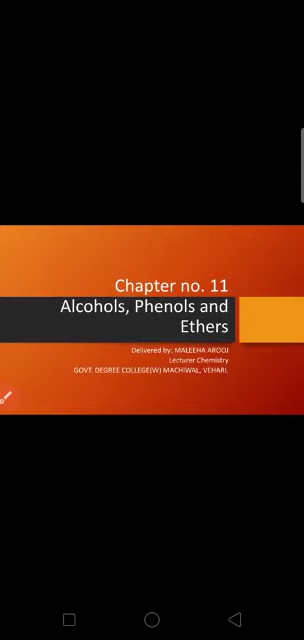 Chapter no. 11
Alcohols, Phenols and
Ethers
Delivered by: MALEEHA AROOJ
Lecturer Chemistry
GOVT. DEGREE COLLEGE(W) MACHIWAL, VEHARI.